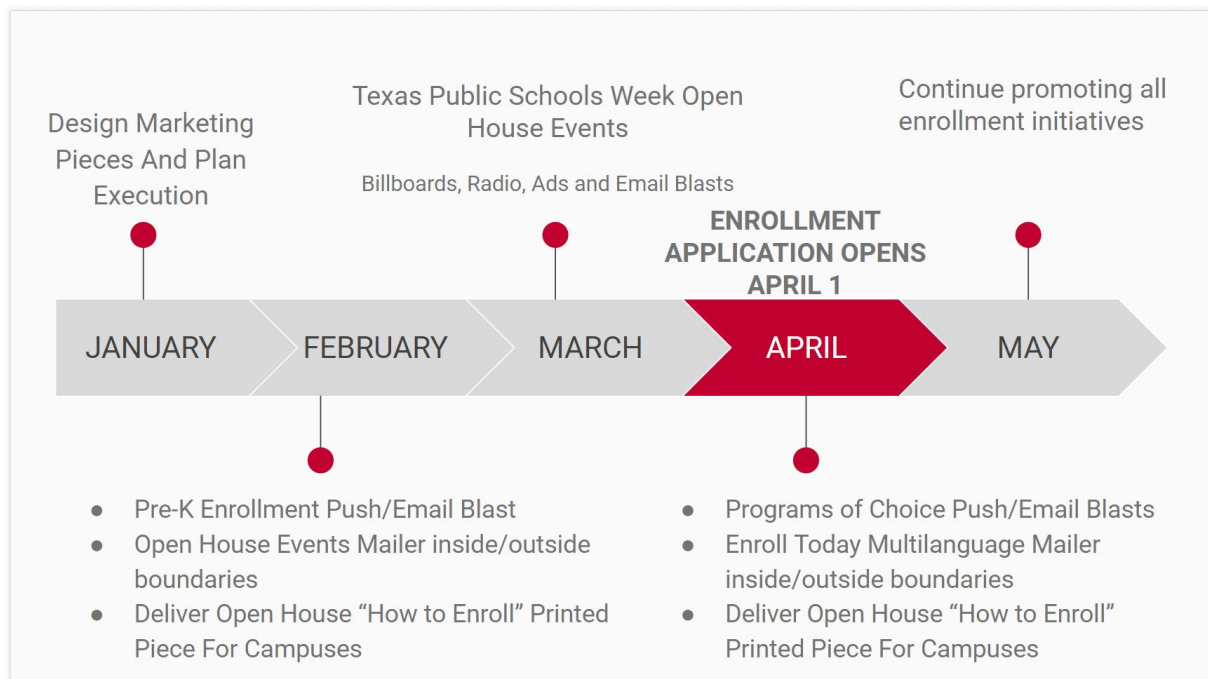 Design Marketing
Pieces And Plan
Execution
Texas Public Schools Week Open
House Events
Billboards, Radio, Ads and Email Blasts
ENROLLMENT
APPLICATION OPENS
APRIL 1
Continue promoting all
enrollment initiatives
JANUARY
FEBRUARY
MARCH
APRIL
MAY
● Pre-K Enrollment Push/Email Blast
● Open House Events Mailer inside/outside
boundaries
● Deliver Open House “How to Enroll” Printed
Piece For Campuses
● Programs of Choice Push/Email Blasts
● Enroll Today Multilanguage Mailer
inside/outside boundaries
● Deliver Open House “How to Enroll”
Printed Piece For Campuses